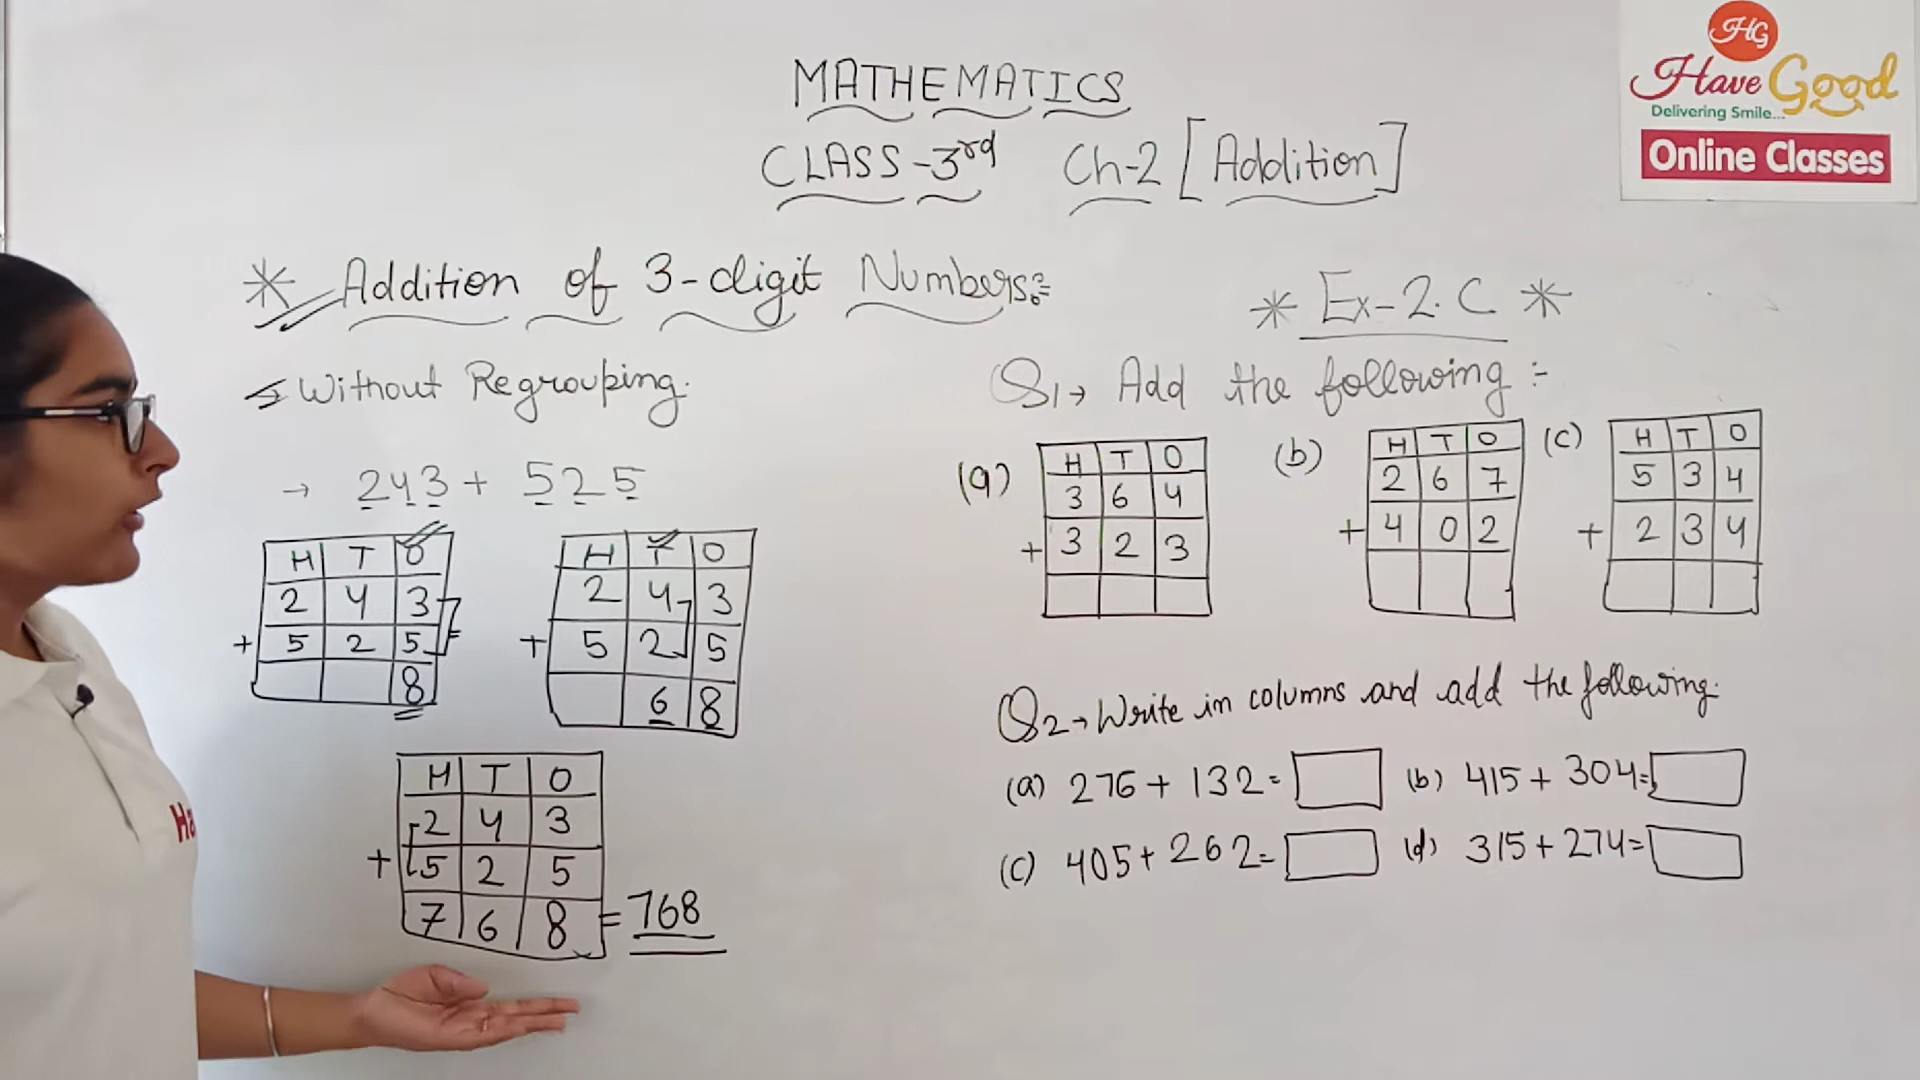 HG
Have Good
Delivering Smile...
Online Classes
MATHEMATICS
CLASS-3rd Ch-2 [Addition]
* Addition of 3-digit Numbers:-
Without Regrouping.
→ 243 + 525
H T O
2 4 3
+ 5 2 5
8
H T O
2 4 3
+ 5 2 5
6 8
H T O
2 4 3
+ 5 2 5
7 6 8 = 768
* Ex-2.C *
Q1→ Add the following :-
(a)
H T O
3 6 4
+ 3 2 3
(b)
H T O
2 6 7
+ 4 0 2
(c)
H T O
5 3 4
+ 2 3 4
Q2→ Write in columns and add the following.
(a) 276 + 132 = (b) 415 + 304 =
(c) 405 + 262 = (d) 315 + 274 =
Ha